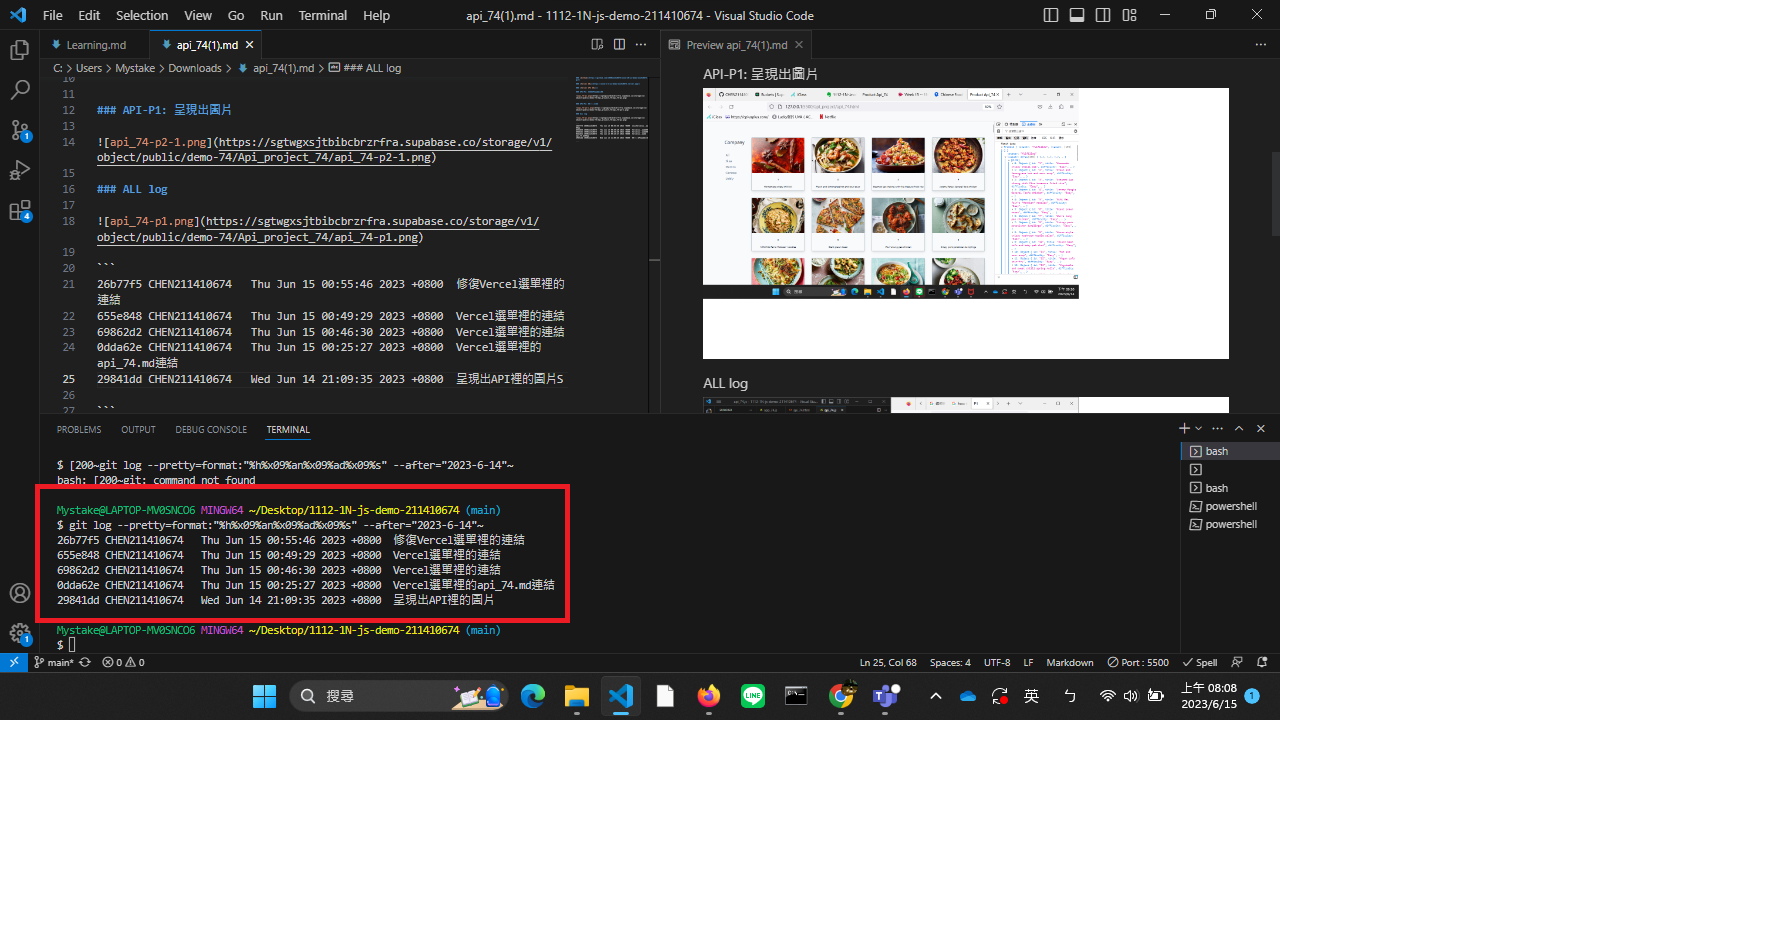 File Edit Selection View Go Run Terminal Help
api_74(1).md - 1112-1N-js-demo-211410674 - Visual Studio Code
Learning.md
api_74(1).md
Preview api_74(1).md
C: > Users > Mystake > Downloads > api_74(1).md > ### ALL log
10
11
12 ### API-P1: 呈現出圖片
13
14 ![api_74-p2-1.png](https://sgtwgxsjtbibcbrzrfra.supabase.co/storage/v1/
object/public/demo-74/Api_project_74/api_74-p2-1.png)
15
16 ### ALL log
17
18 ![api_74-p1.png](https://sgtwgxsjtbibcbrzrfra.supabase.co/storage/v1/
object/public/demo-74/Api_project_74/api_74-p1.png)
19
20 ```
21 26b77f5 CHEN211410674 Thu Jun 15 00:55:46 2023 +0800 修復Vercel選單裡的
連結
22 655e848 CHEN211410674 Thu Jun 15 00:49:29 2023 +0800 Vercel選單裡的連結
23 69862d2 CHEN211410674 Thu Jun 15 00:46:30 2023 +0800 Vercel選單裡的連結
24 0dda62e CHEN211410674 Thu Jun 15 00:25:27 2023 +0800 Vercel選單裡的
api_74.md連結
25 29841dd CHEN211410674 Wed Jun 14 21:09:35 2023 +0800 呈現出API裡的圖片S
26
27 ```
API-P1: 呈現出圖片
Company
ALL log
PROBLEMS OUTPUT DEBUG CONSOLE TERMINAL
$ [200~git log --pretty=format:"%h%x09%an%x09%ad%x09%s" --after="2023-6-14"~
bash: [200~git: command not found
Mystake@LAPTOP-MV0SNCO6 MINGW64 ~/Desktop/1112-1N-js-demo-211410674 (main)
$ git log --pretty=format:"%h%x09%an%x09%ad%x09%s" --after="2023-6-14"~
26b77f5 CHEN211410674 Thu Jun 15 00:55:46 2023 +0800 修復Vercel選單裡的連結
655e848 CHEN211410674 Thu Jun 15 00:49:29 2023 +0800 Vercel選單裡的連結
69862d2 CHEN211410674 Thu Jun 15 00:46:30 2023 +0800 Vercel選單裡的連結
0dda62e CHEN211410674 Thu Jun 15 00:25:27 2023 +0800 Vercel選單裡的api_74.md連結
29841dd CHEN211410674 Wed Jun 14 21:09:35 2023 +0800 呈現出API裡的圖片
Mystake@LAPTOP-MV0SNCO6 MINGW64 ~/Desktop/1112-1N-js-demo-211410674 (main)
$
bash
bash
powershell
powershell
1
4
1
main* 0 0
Ln 25, Col 68 Spaces: 4 UTF-8 LF Markdown Port : 5500 Spell
搜尋
LINE
英 ㄅ
上午 08:08
2023/6/15
1